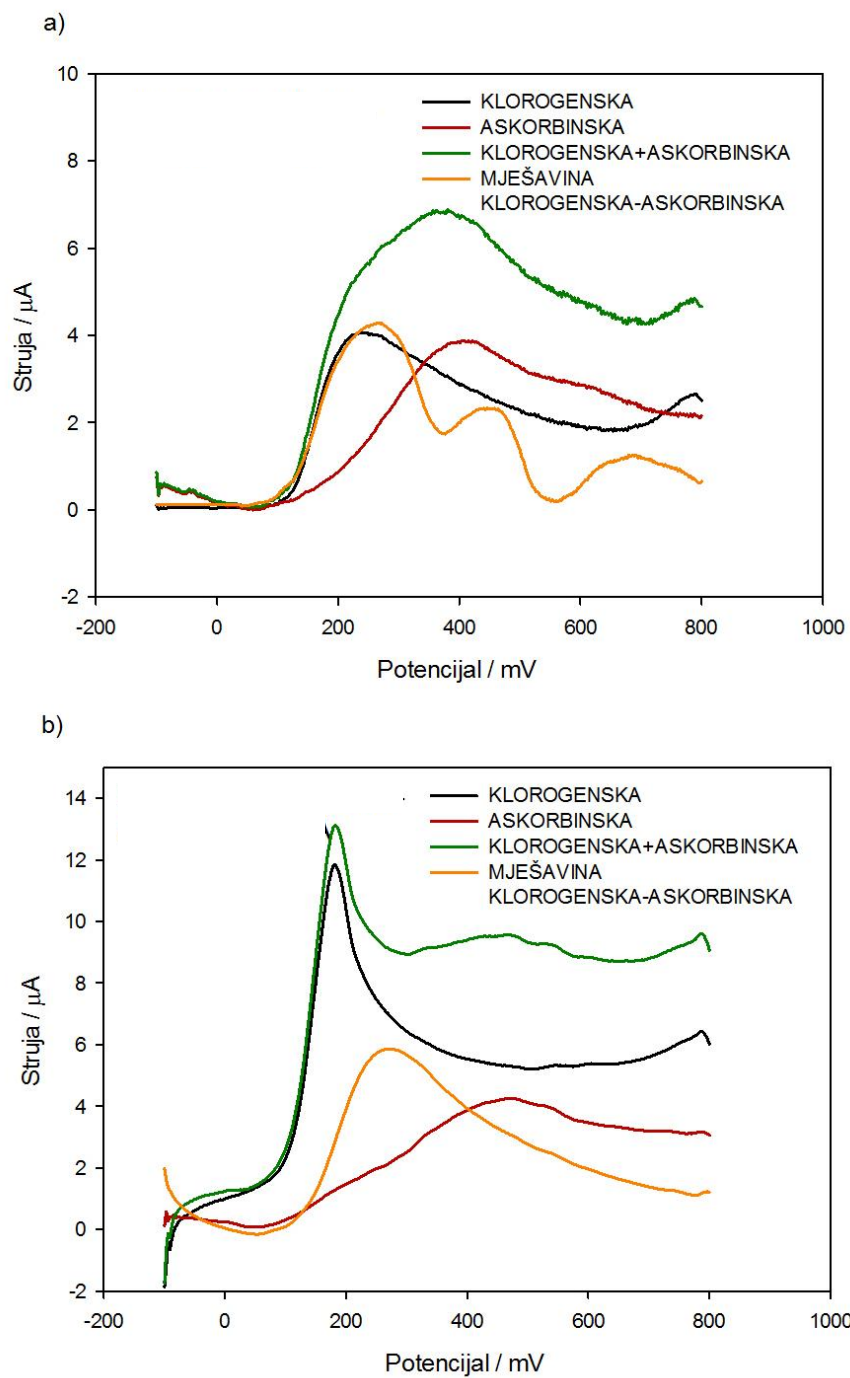 a)
10
8
6
4
2
0
-2
Struja / μA
KLOROGENSKA
ASKORBINSKA
KLOROGENSKA+ASKORBINSKA
MJEŠAVINA
KLOROGENSKA-ASKORBINSKA
-200 0 200 400 600 800 1000
Potencijal / mV
b)
14
12
10
8
6
4
2
0
-2
Struja / μA
KLOROGENSKA
ASKORBINSKA
KLOROGENSKA+ASKORBINSKA
MJEŠAVINA
KLOROGENSKA-ASKORBINSKA
-200 0 200 400 600 800 1000
Potencijal / mV